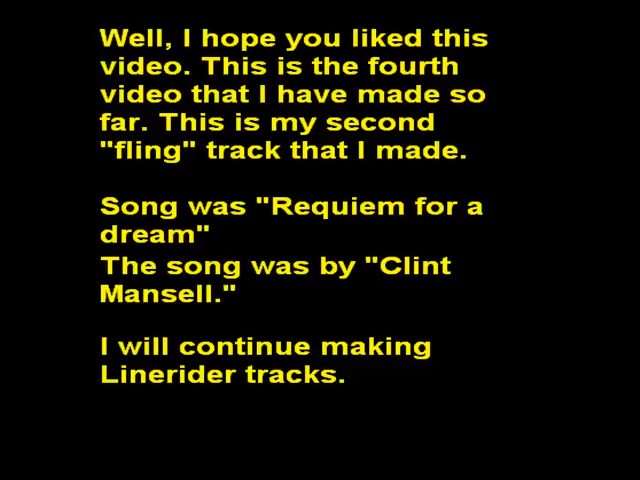 Well, I hope you liked this
video. This is the fourth
video that I have made so
far. This is my second
"fling" track that I made.
Song was "Requiem for a
dream"
The song was by "Clint
Mansell."
I will continue making
Linerider tracks.